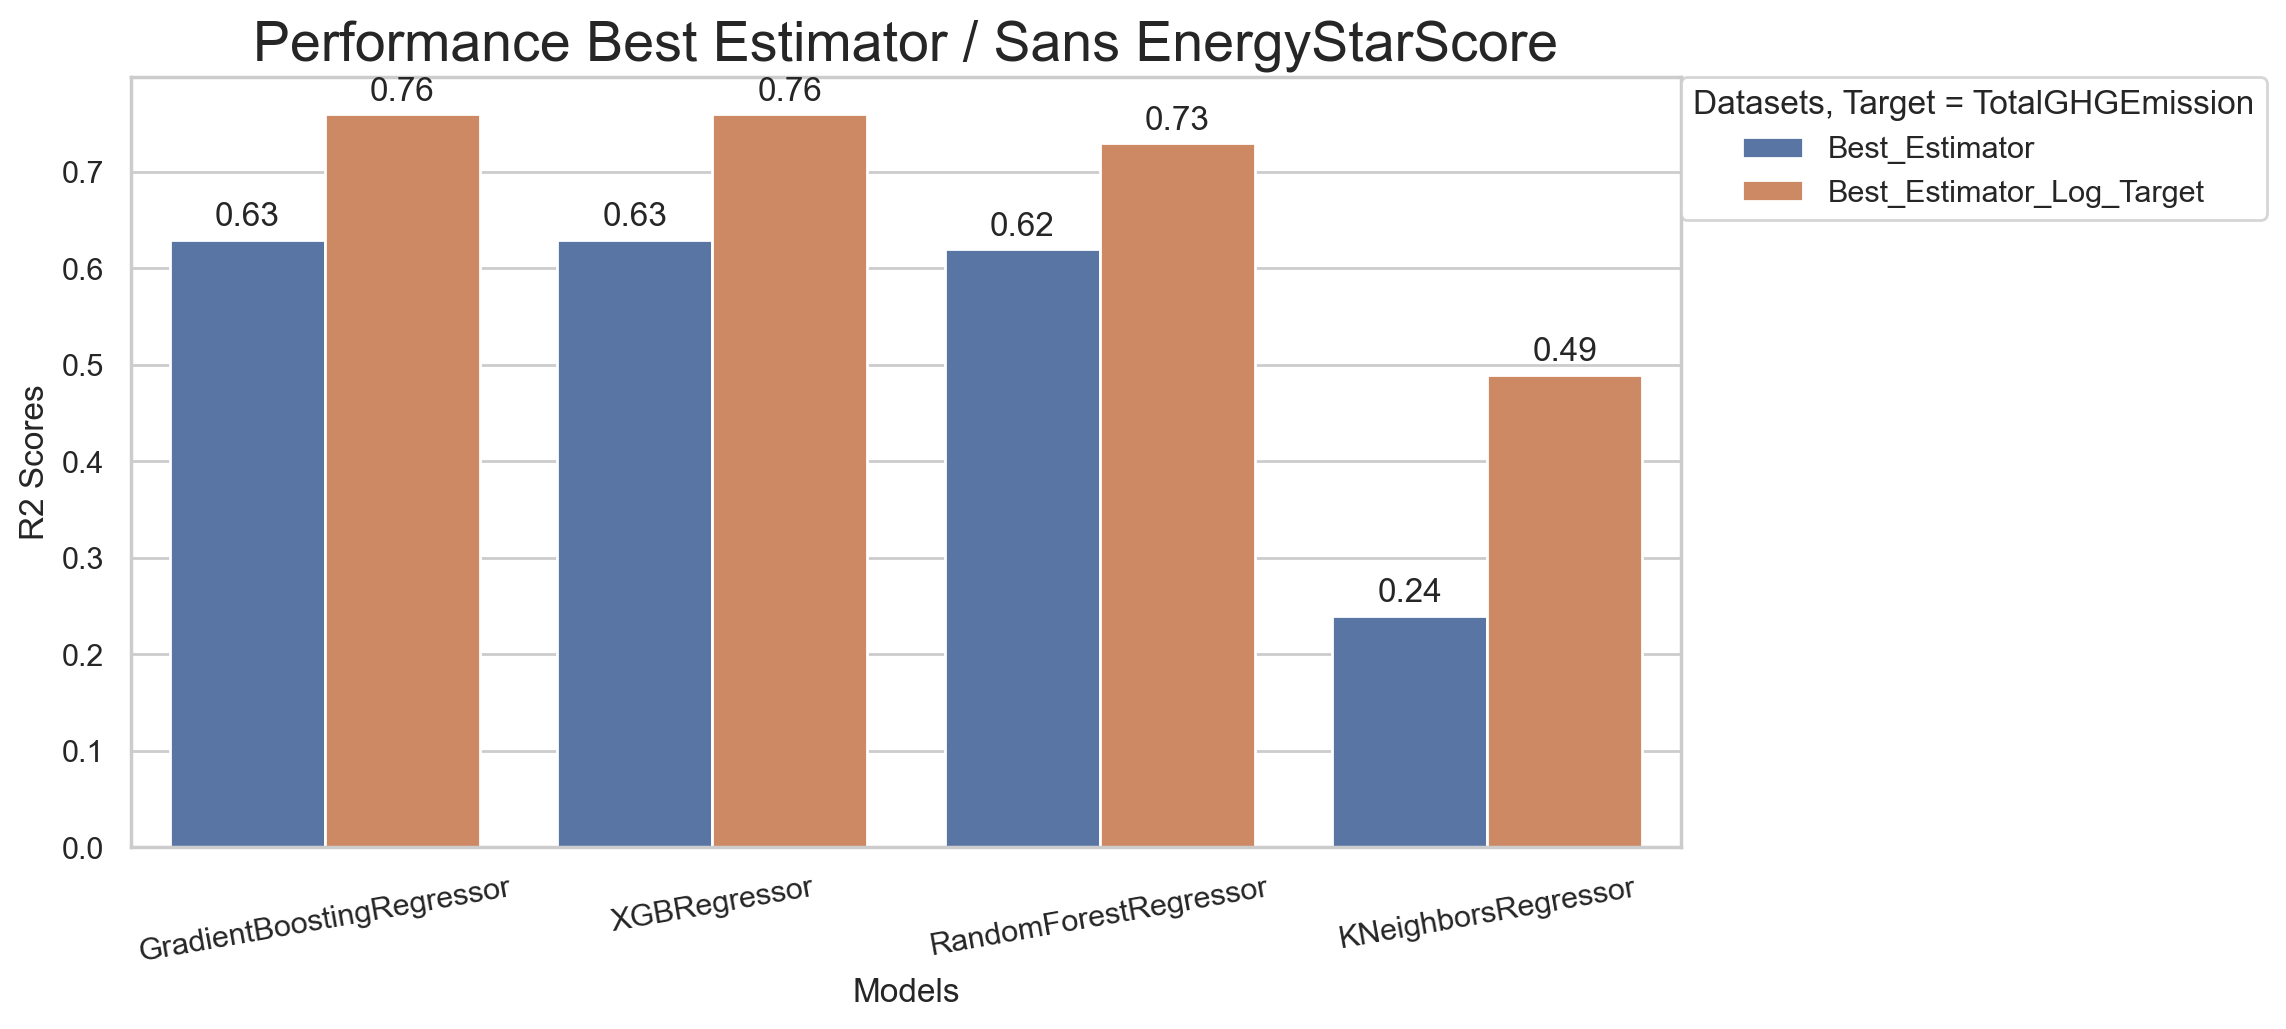 Performance Best Estimator / Sans EnergyStarScore
Datasets, Target = TotalGHGEmission
Best_Estimator
Best_Estimator_Log_Target
R2 Scores
0.7
0.6
0.5
0.4
0.3
0.2
0.1
0.0
0.63
0.76
0.63
0.76
0.62
0.73
0.24
0.49
GradientBoostingRegressor
XGBRegressor
RandomForestRegressor
KNeighborsRegressor
Models